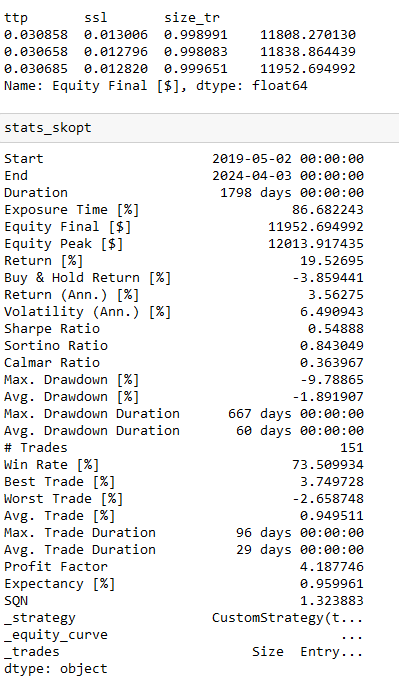 ttp ssl size_tr
0.030858 0.013006 0.998991 11808.270130
0.030658 0.012796 0.998083 11838.864439
0.030685 0.012820 0.999651 11952.694992
Name: Equity Final [$], dtype: float64
stats_skopt
Start 2019-05-02 00:00:00
End 2024-04-03 00:00:00
Duration 1798 days 00:00:00
Exposure Time [%] 86.682243
Equity Final [$] 11952.694992
Equity Peak [$] 12013.917435
Return [%] 19.52695
Buy & Hold Return [%] -3.859441
Return (Ann.) [%] 3.56275
Volatility (Ann.) [%] 6.490943
Sharpe Ratio 0.54888
Sortino Ratio 0.843049
Calmar Ratio 0.363967
Max. Drawdown [%] -9.78865
Avg. Drawdown [%] -1.891907
Max. Drawdown Duration 667 days 00:00:00
Avg. Drawdown Duration 60 days 00:00:00
# Trades 151
Win Rate [%] 73.509934
Best Trade [%] 3.749728
Worst Trade [%] -2.658748
Avg. Trade [%] 0.949511
Max. Trade Duration 96 days 00:00:00
Avg. Trade Duration 29 days 00:00:00
Profit Factor 4.187746
Expectancy [%] 0.959961
SQN 1.323883
_strategy CustomStrategy(t...
_equity_curve ...
_trades Size Entry...
dtype: object